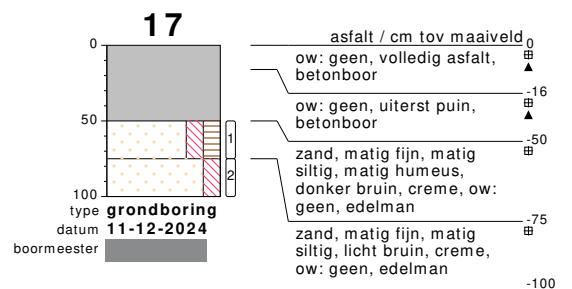 17
asfalt / cm tov maaiveld
0
0
ow: geen, volledig asfalt,
betonboor
-16
ow: geen, uiterst puin,
betonboor
50
-50
1
zand, matig fijn, matig
siltig, matig humeus,
donker bruin, creme, ow:
geen, edelman
2
-75
100
zand, matig fijn, matig
siltig, licht bruin, creme,
ow: geen, edelman
-100
type grondboring
datum 11-12-2024
boormeester